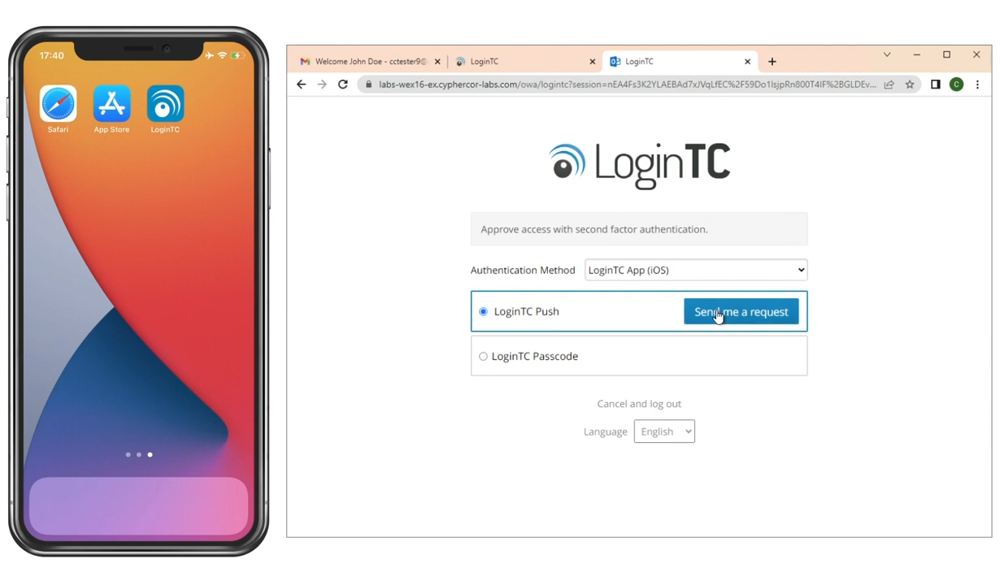 17:40
Safari
App Store
LoginTC
Welcome John Doe - cctester9@
LoginTC
LoginTC
labs-wex16-ex.cyphercor-labs.com/owa/logintc?session=nEA4Fs3K2YLAEBAd7xJVqLfEC%2F59Do1IsjpRn800T4IF%2BGLDEv...
C
LoginTC
Approve access with second factor authentication.
Authentication Method LoginTC App (iOS)
LoginTC Push Send me a request
LoginTC Passcode
Cancel and log out
Language English